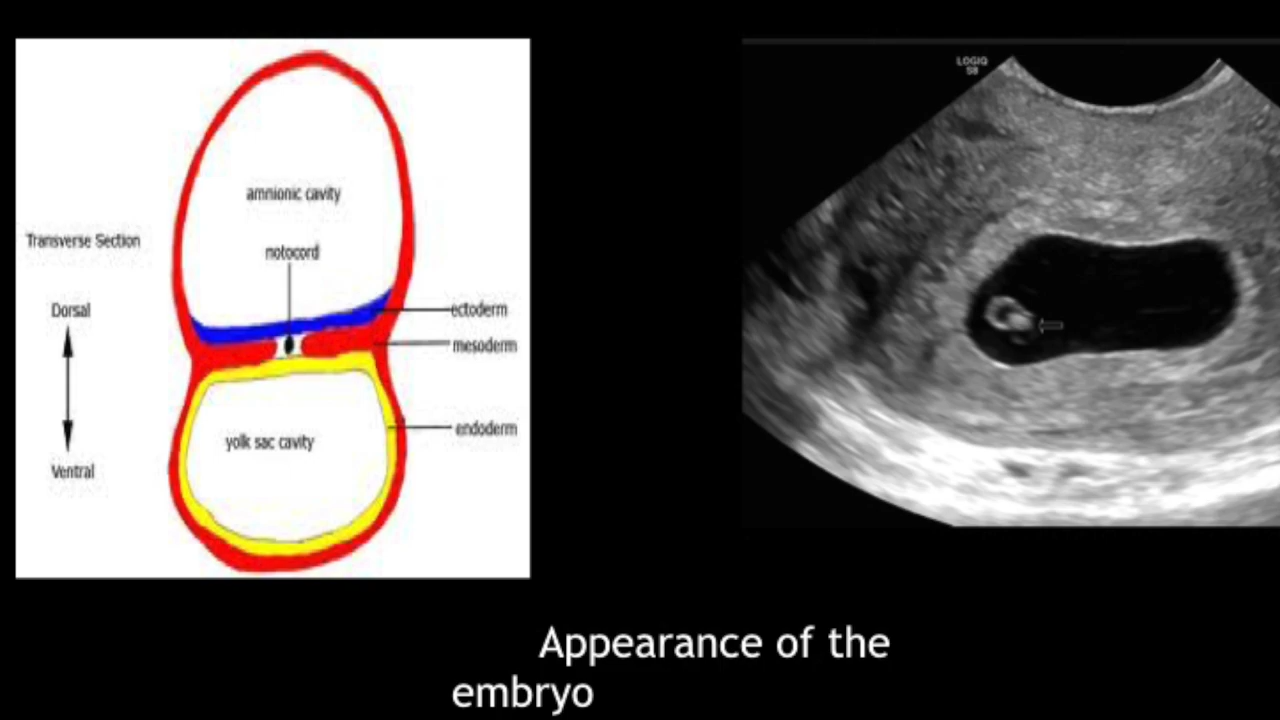 amnionic cavity
notocord
Transverse Section
Dorsal
ectoderm
mesoderm
endoderm
yolk sac cavity
Ventral
LOGIQ
S8
Appearance of the
embryo